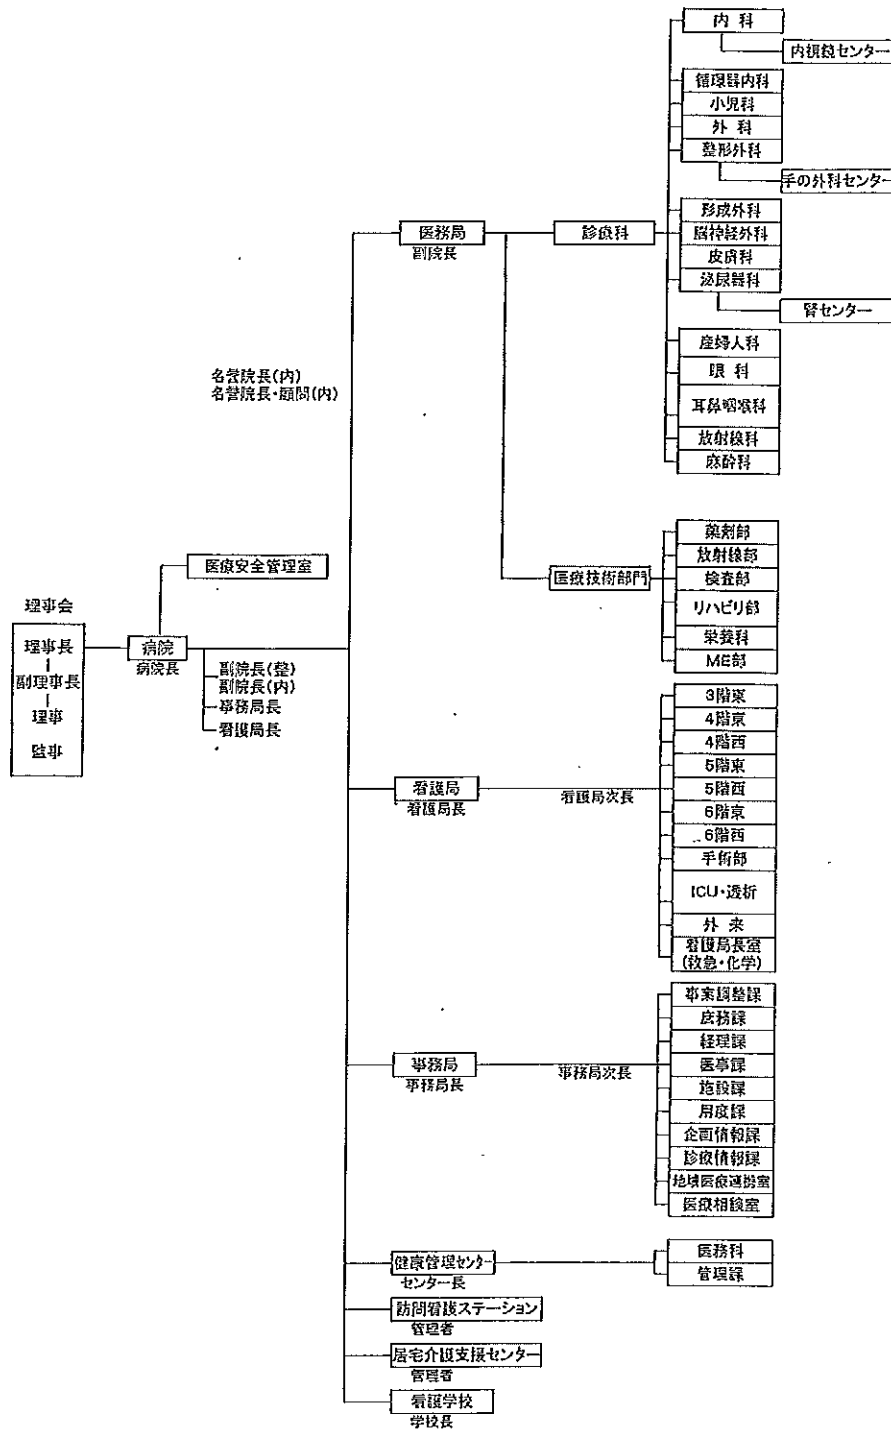 理事会
理事長
副理事長
理事
監事
病院
病院長
医療安全管理室
副院長(整)
副院長(内)
事務局長
看護局長
名誉院長(内)
名誉院長・顧問(内)
医務局
副院長
診療科
内 科
内視鏡センター
循環器内科
小児科
外 科
整形外科
手の外科センター
形成外科
脳神経外科
皮膚科
泌尿器科
腎センター
産婦人科
眼 科
耳鼻咽喉科
放射線科
麻酔科
医療技術部門
薬剤部
放射線部
検査部
リハビリ部
栄養科
ME部
看護局
看護局長
看護局次長
3階東
4階東
4階西
5階東
5階西
6階東
6階西
手術部
ICU・透析
外 来
看護局長室
(救急・化学)
事務局
事務局長
事務局次長
事業調整課
庶務課
経理課
医事課
施設課
用度課
企画情報課
診療情報課
地域医療連携室
医療相談室
健康管理センター
センター長
医務科
管理課
訪問看護ステーション
管理者
居宅介護支援センター
管理者
看護学校
学校長